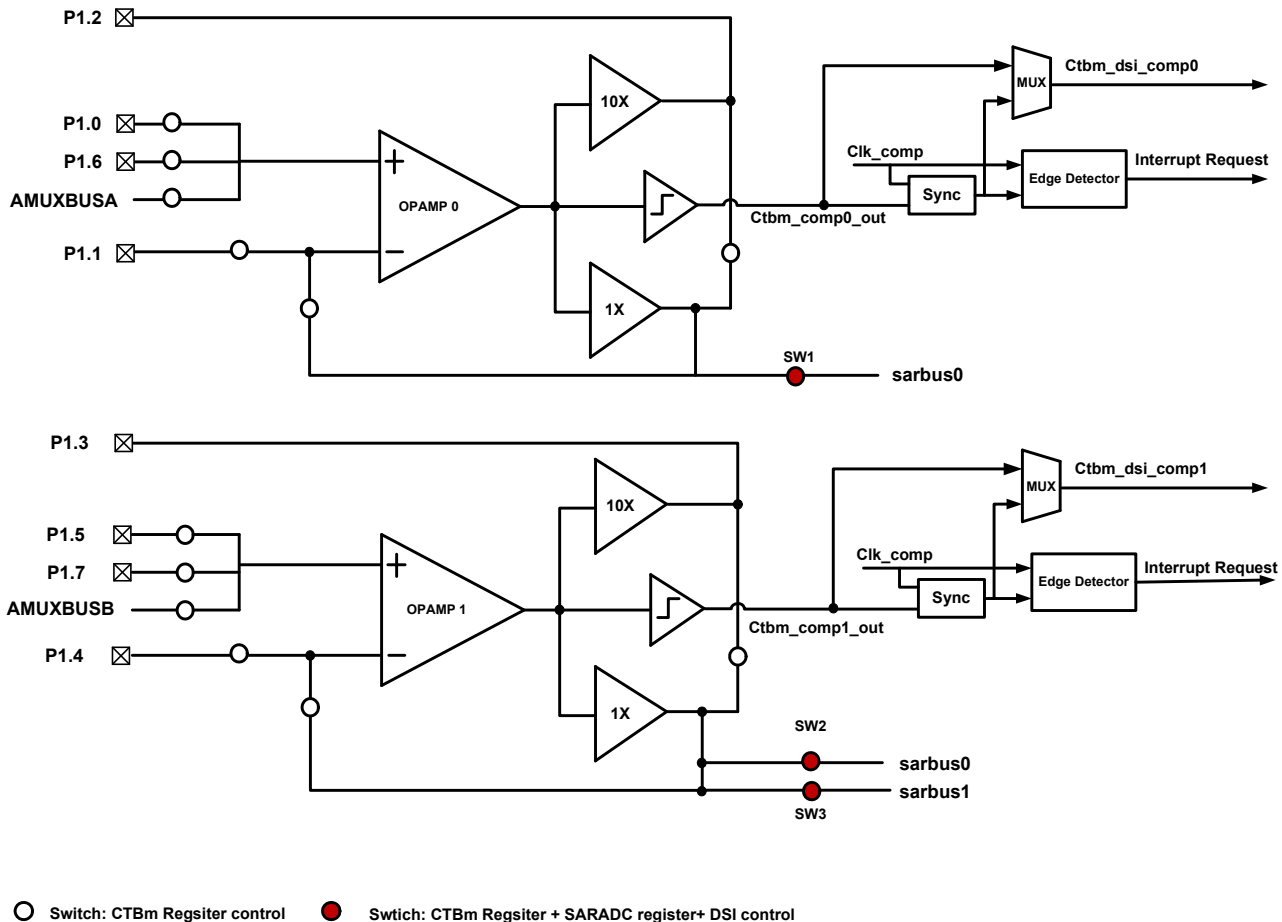 P1.2
P1.0
P1.6
AMUXBUSA
P1.1
OPAMP 0
10X
1X
SW1
sarbus0
Ctbm_comp0_out
Clk_comp
Sync
MUX
Ctbm_dsi_comp0
Edge Detector
Interrupt Request
P1.3
P1.5
P1.7
AMUXBUSB
P1.4
OPAMP 1
10X
1X
SW2
sarbus0
sarbus1
SW3
Ctbm_comp1_out
Clk_comp
Sync
MUX
Ctbm_dsi_comp1
Edge Detector
Interrupt Request
Switch: CTBm Regsiter control
Swtich: CTBm Regsiter + SARADC register+ DSI control